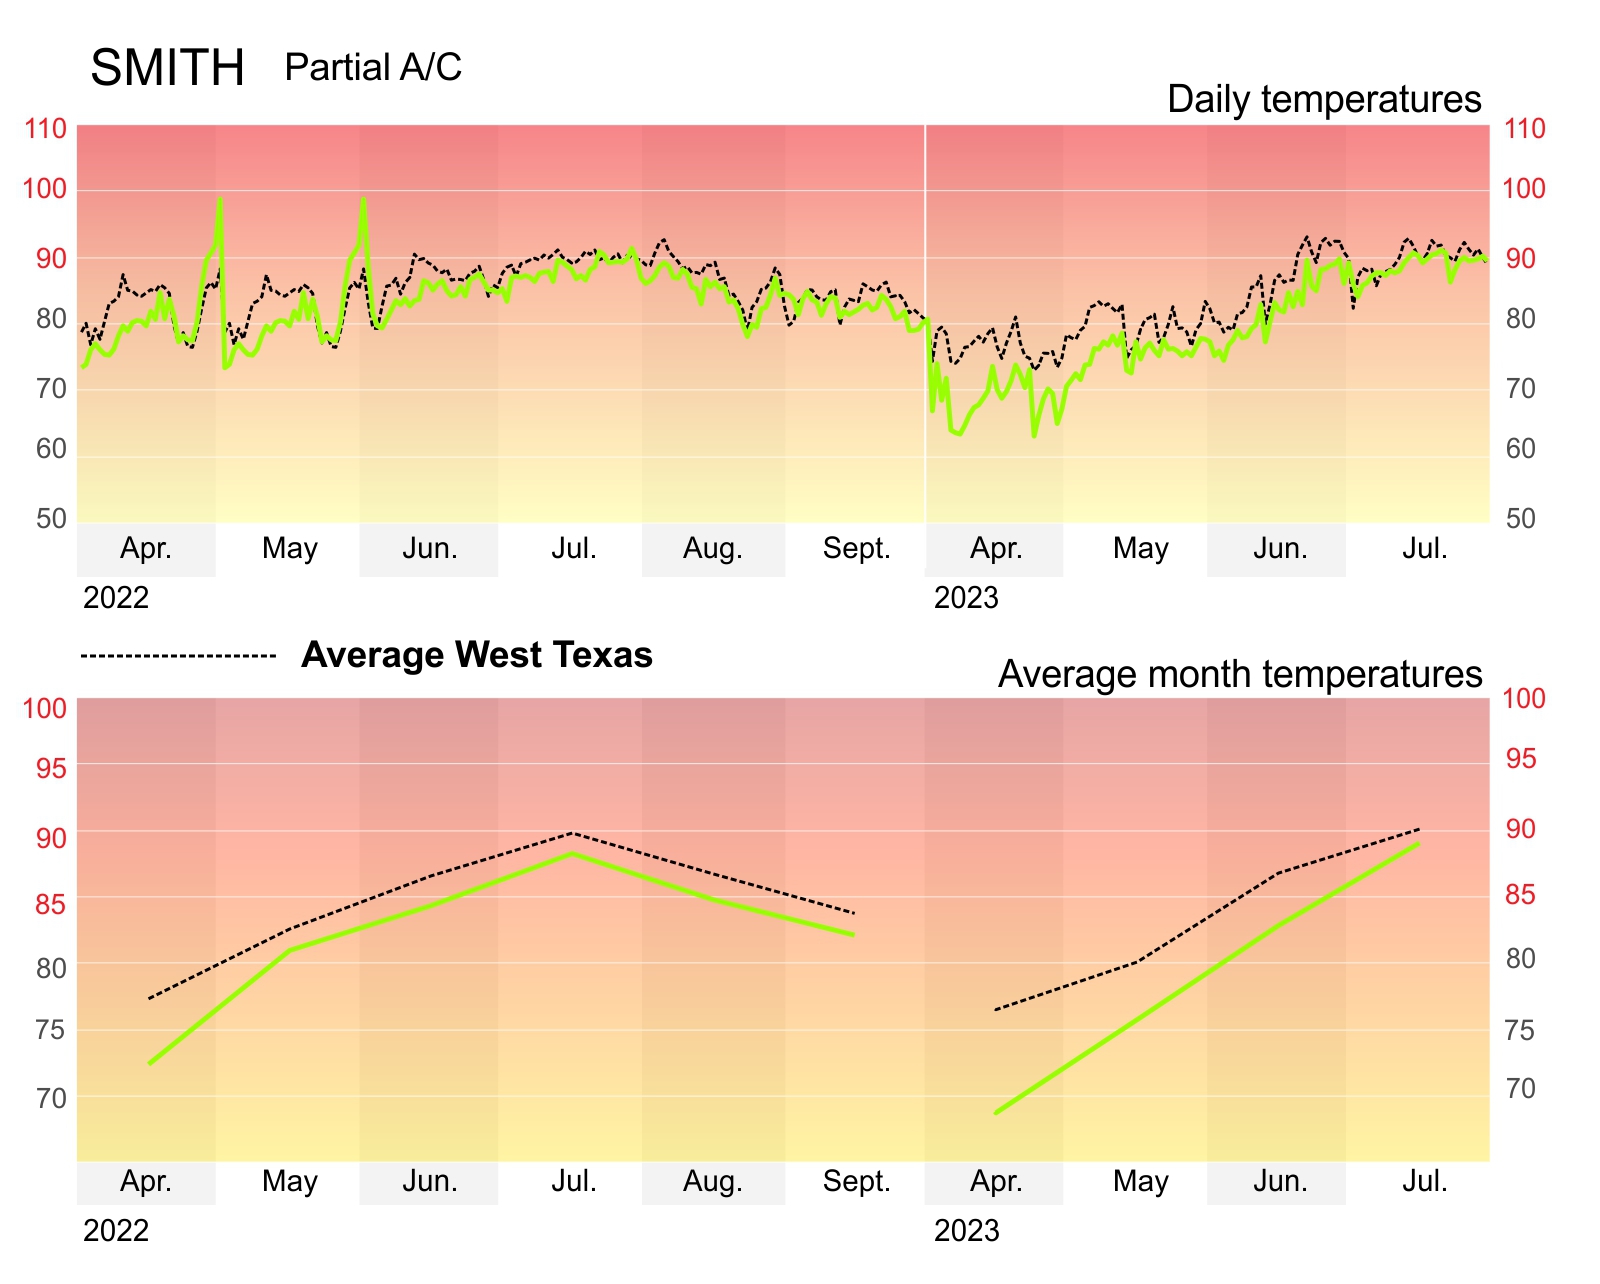 SMITH Partial A/C
Daily temperatures
110 110
100 100
90 90
80 80
70 70
60 60
50 50
Apr. May Jun. Jul. Aug. Sept. Apr. May Jun. Jul.
2022 2023
Average West Texas
Average month temperatures
100 100
95 95
90 90
85 85
80 80
75 75
70 70
Apr. May Jun. Jul. Aug. Sept. Apr. May Jun. Jul.
2022 2023